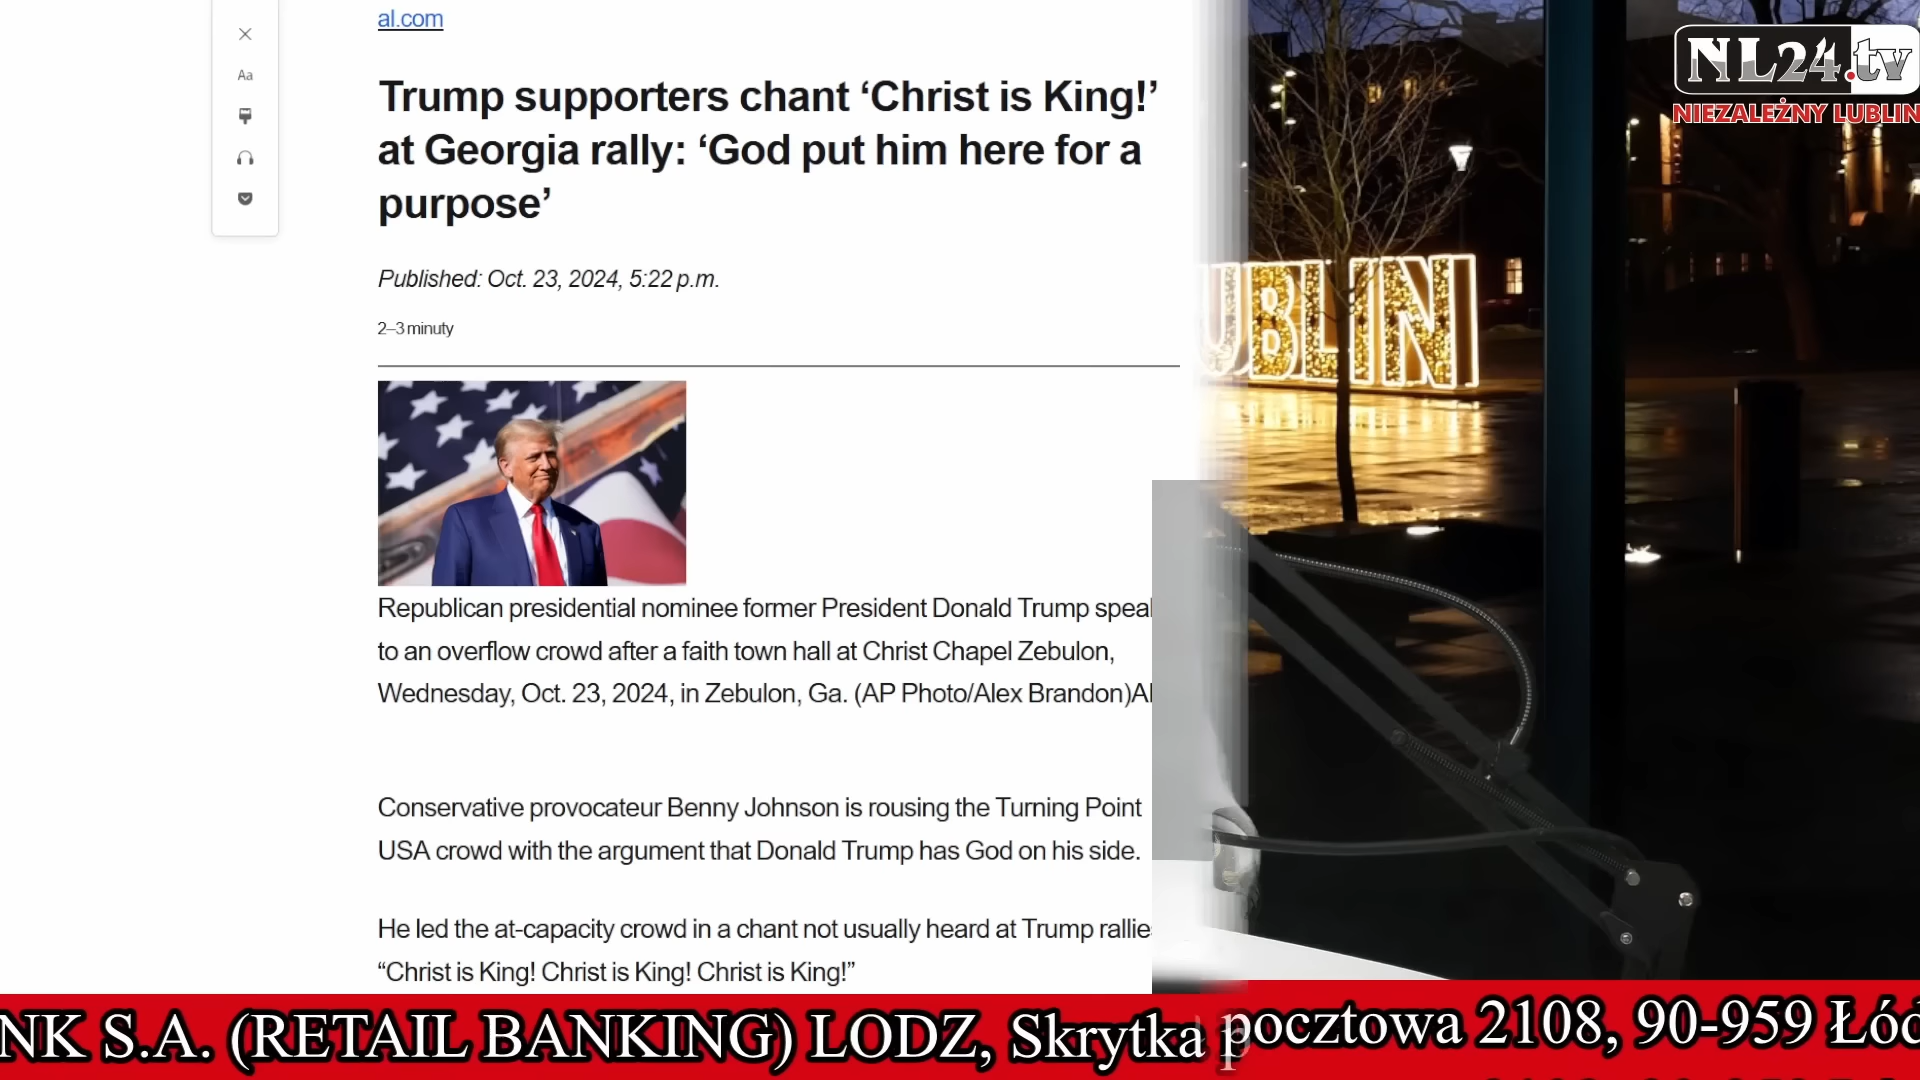 al.com
Trump supporters chant ‘Christ is King!’
at Georgia rally: ‘God put him here for a
purpose’
Published: Oct. 23, 2024, 5:22 p.m.
2–3 minuty
Aa
Republican presidential nominee former President Donald Trump speak
to an overflow crowd after a faith town hall at Christ Chapel Zebulon,
Wednesday, Oct. 23, 2024, in Zebulon, Ga. (AP Photo/Alex Brandon)A
Conservative provocateur Benny Johnson is rousing the Turning Point
USA crowd with the argument that Donald Trump has God on his side.
He led the at-capacity crowd in a chant not usually heard at Trump rallie
“Christ is King! Christ is King! Christ is King!”
UBLIN
NL24.tv
NIEZALEŻNY LUBLIN
NK S.A. (RETAIL BANKING) LODZ, Skrytka pocztowa 2108, 90-959 Łód